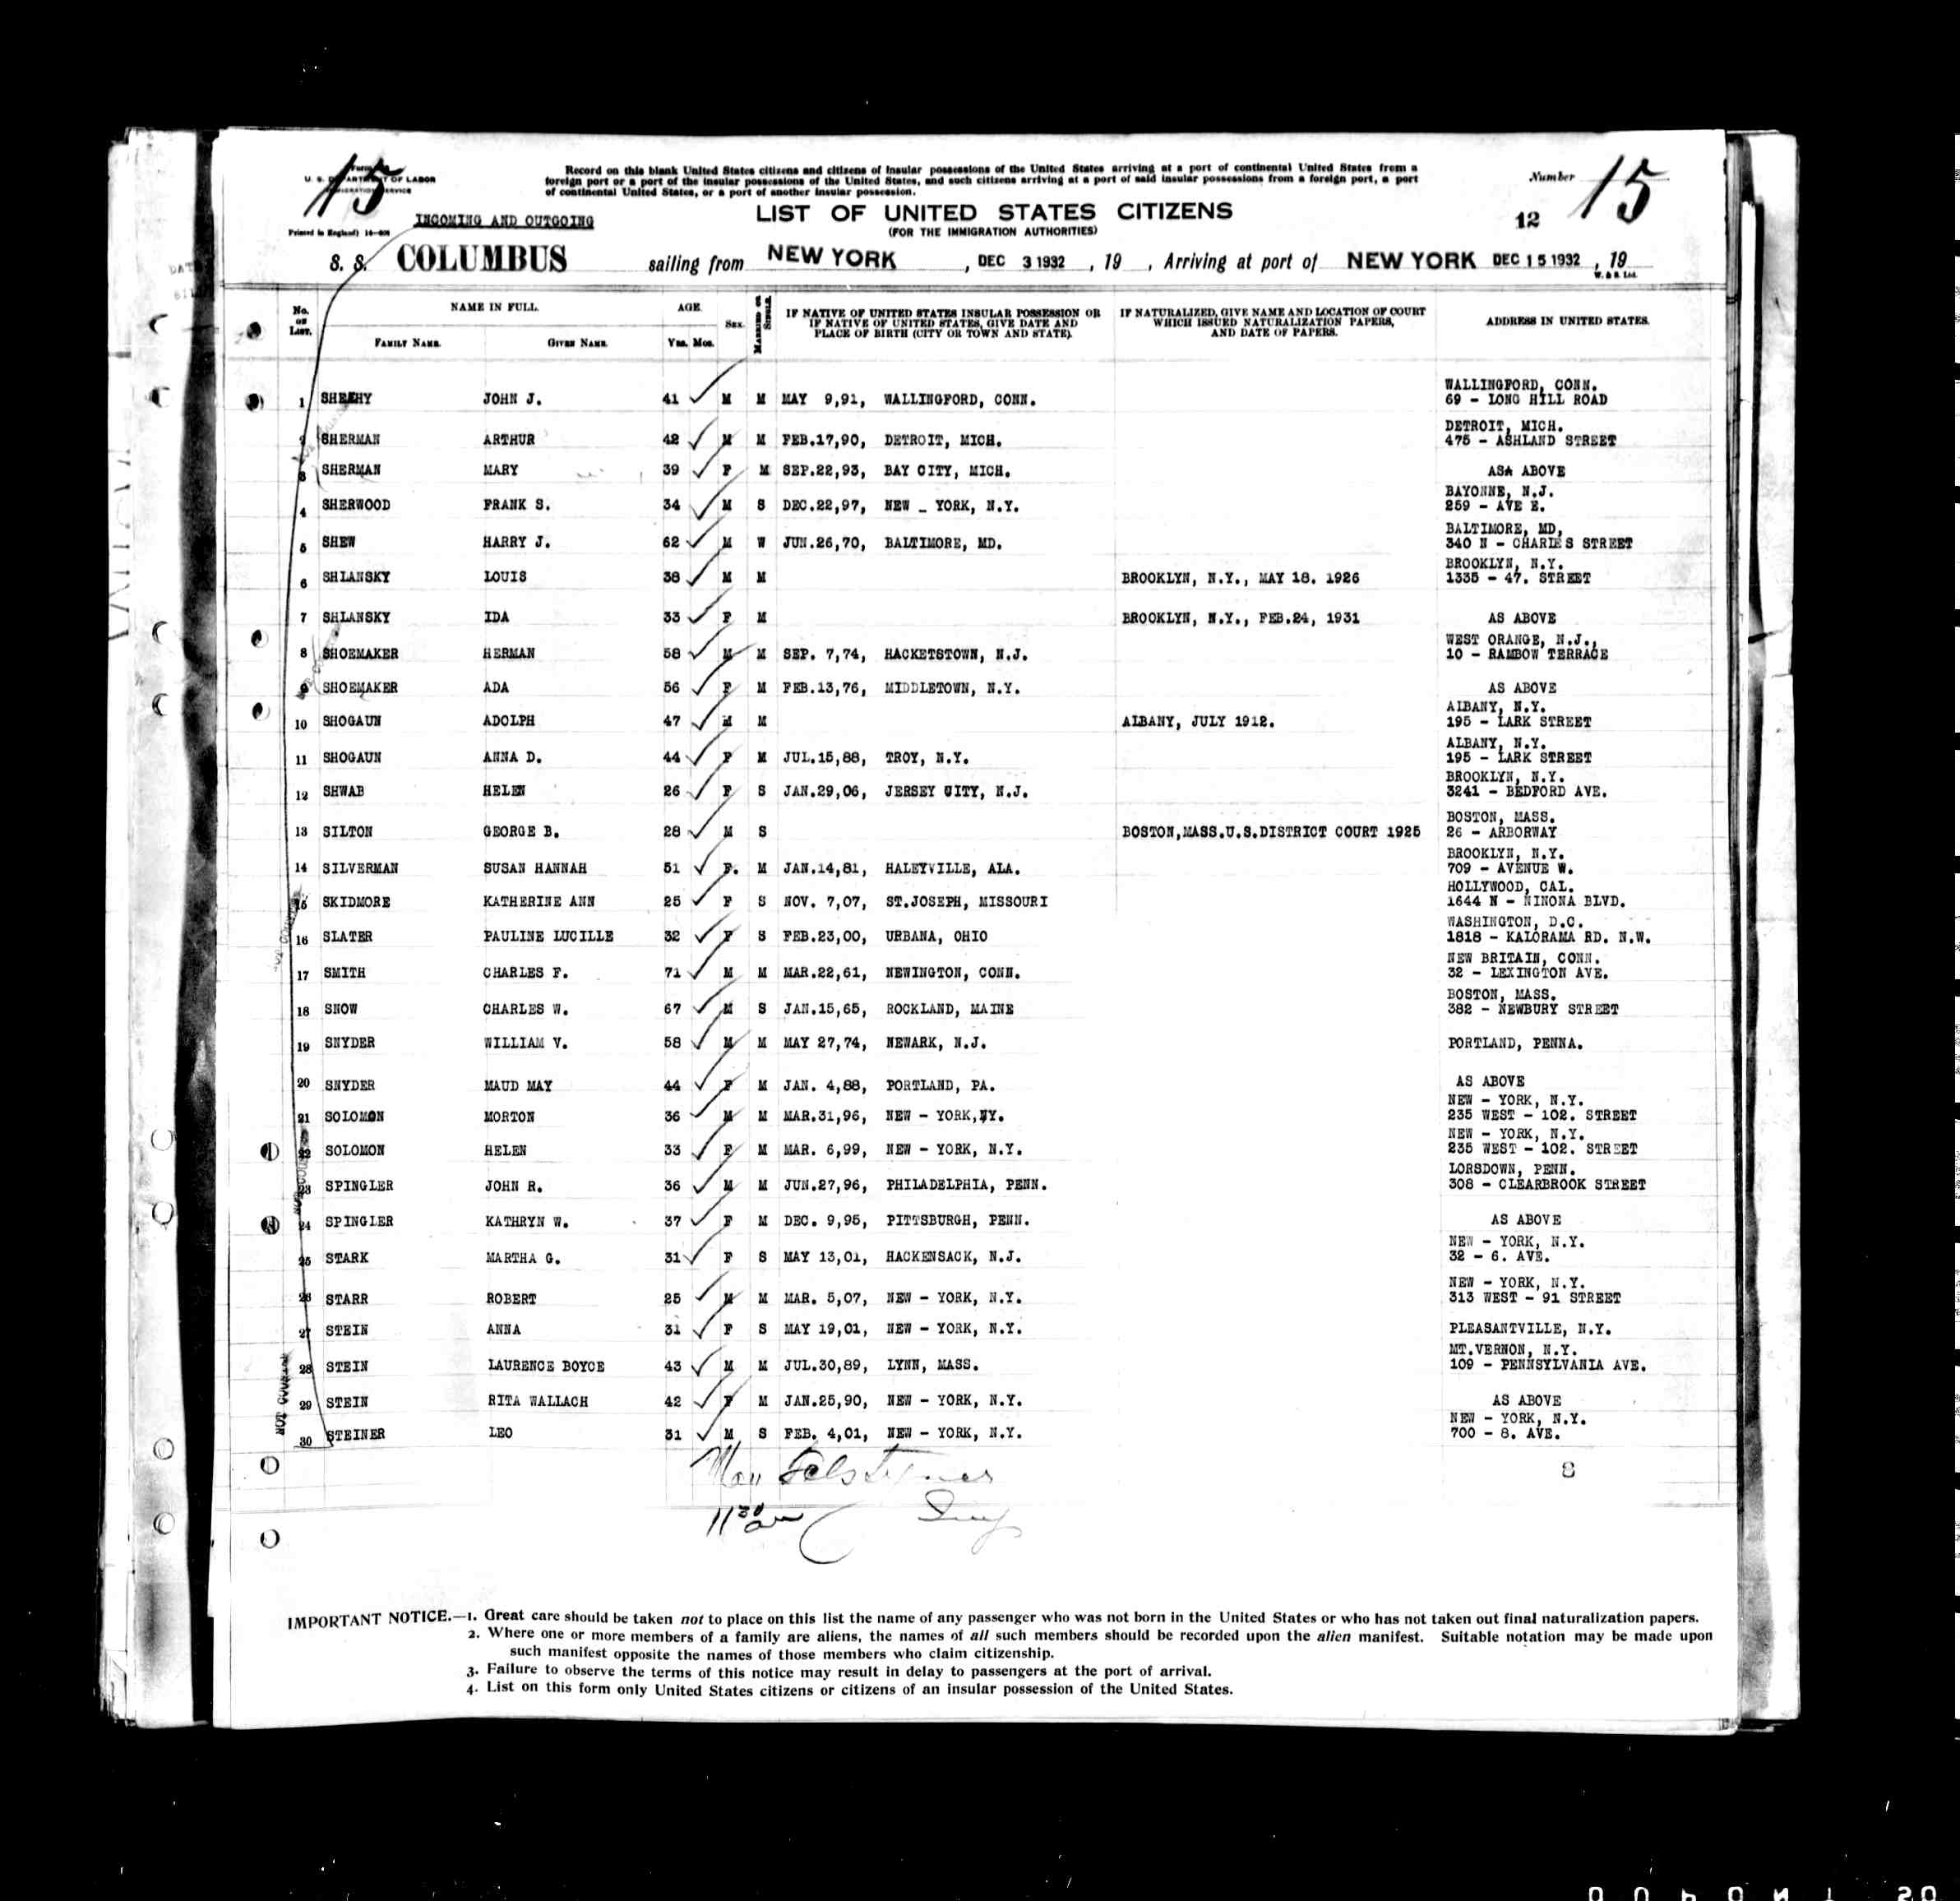 15
U. S. DEPARTMENT OF LABOR
IMMIGRATION SERVICE
Printed in England) 16—
Record on this blank United States citizens and citizens of insular possessions of the United States arriving at a port of continental United States from a
foreign port or a port of the insular possessions of the United States, and such citizens arriving at a port of said insular possessions from a foreign port, a port
of continental United States, or a port of another insular possession.
Number 15
12
INCOMING AND OUTGOING
LIST OF UNITED STATES CITIZENS
(FOR THE IMMIGRATION AUTHORITIES)
S. S. COLUMBUS sailing from NEW YORK , DEC 3 1932 , 19 , Arriving at port of NEW YORK DEC 15 1932 , 19
W. & S. Ltd.
No. ON LIST. NAME IN FULL. FAMILY NAME. GIVEN NAME. AGE. YRS. MOS. SEX. MARRIED OR SINGLE. IF NATIVE OF UNITED STATES INSULAR POSSESSION OR IF NATIVE OF UNITED STATES, GIVE DATE AND PLACE OF BIRTH (CITY OR TOWN AND STATE). IF NATURALIZED, GIVE NAME AND LOCATION OF COURT WHICH ISSUED NATURALIZATION PAPERS, AND DATE OF PAPERS. ADDRESS IN UNITED STATES.
WALLINGFORD, CONN.
1 SHEEHY JOHN J. 41 M M MAY 9,91, WALLINGFORD, CONN. 69 - LONG HILL ROAD
DETROIT, MICH.
2 SHERMAN ARTHUR 42 M M FEB.17,90, DETROIT, MICH. 475 - ASHLAND STREET
3 SHERMAN MARY 39 F M SEP.22,93, BAY CITY, MICH. AS ABOVE
BAYONNE, N.J.
4 SHERWOOD FRANK S. 34 M S DEC.22,97, NEW _ YORK, N.Y. 259 - AVE E.
BALTIMORE, MD,
5 SHEW HARRY J. 62 M W JUN.26,70, BALTIMORE, MD. 340 N - CHARLES STREET
BROOKLYN, N.Y.
6 SHLANSKY LOUIS 38 M M BROOKLYN, N.Y., MAY 18. 1926 1335 - 47. STREET
7 SHLANSKY IDA 33 F M BROOKLYN, N.Y., FEB.24, 1931 AS ABOVE
WEST ORANGE, N.J.,
8 SHOEMAKER HERMAN 58 M M SEP. 7,74, HACKETSTOWN, N.J. 10 - RAMBOW TERRACE
9 SHOEMAKER ADA 56 F M FEB.13,76, MIDDLETOWN, N.Y. AS ABOVE
ALBANY, N.Y.
10 SHOGAUN ADOLPH 47 M M ALBANY, JULY 1912. 195 - LARK STREET
ALBANY, N.Y.
11 SHOGAUN ANNA D. 44 F M JUL.15,88, TROY, N.Y. 195 - LARK STREET
BROOKLYN, N.Y.
12 SHWAB HELEN 26 F S JAN.29,06, JERSEY CITY, N.J. 3241 - BEDFORD AVE.
BOSTON, MASS.
13 SILTON GEORGE B. 28 M S BOSTON,MASS.U.S.DISTRICT COURT 1925 26 - ARBORWAY
BROOKLYN, N.Y.
14 SILVERMAN SUSAN HANNAH 51 F. M JAN.14,81, HALEYVILLE, ALA. 709 - AVENUE W.
HOLLYWOOD, CAL.
15 SKIDMORE KATHERINE ANN 25 F S NOV. 7,07, ST.JOSEPH, MISSOURI 1644 N - NINONA BLVD.
WASHINGTON, D.C.
16 SLATER PAULINE LUCILLE 32 F S FEB.23,00, URBANA, OHIO 1818 - KALORAMA RD. N.W.
NEW BRITAIN, CONN.
17 SMITH CHARLES F. 71 M M MAR.22,61, NEWINGTON, CONN. 32 - LEXINGTON AVE.
BOSTON, MASS.
18 SNOW CHARLES W. 67 M S JAN.15,65, ROCKLAND, MAINE 382 - NEWBURY STREET
19 SNYDER WILLIAM V. 58 M M MAY 27,74, NEWARK, N.J. PORTLAND, PENNA.
20 SNYDER MAUD MAY 44 F M JAN. 4,88, PORTLAND, PA. AS ABOVE
NEW - YORK, N.Y.
21 SOLOMON MORTON 36 M M MAR.31,96, NEW - YORK,NY. 235 WEST - 102. STREET
NEW - YORK, N.Y.
22 SOLOMON HELEN 33 F M MAR. 6,99, NEW - YORK, N.Y. 235 WEST - 102. STREET
LORSDOWN, PENN.
23 SPINGLER JOHN R. 36 M M JUN.27,96, PHILADELPHIA, PENN. 308 - CLEARBROOK STREET
24 SPINGLER KATHRYN W. 37 F M DEC. 9,95, PITTSBURGH, PENN. AS ABOVE
NEW - YORK, N.Y.
25 STARK MARTHA G. 31 F S MAY 13,01, HACKENSACK, N.J. 32 - 6. AVE.
NEW - YORK, N.Y.
26 STARR ROBERT 25 M M MAR. 5,07, NEW - YORK, N.Y. 313 WEST - 91 STREET
27 STEIN ANNA 31 F S MAY 19,01, NEW - YORK, N.Y. PLEASANTVILLE, N.Y.
MT.VERNON, N.Y.
28 STEIN LAURENCE BOYCE 43 M M JUL.30,89, LYNN, MASS. 109 - PENNSYLVANIA AVE.
29 STEIN RITA WALLACH 42 F M JAN.25,90, NEW - YORK, N.Y. AS ABOVE
NEW - YORK, N.Y.
30 STEINER LEO 31 M S FEB. 4,01, NEW - YORK, N.Y. 700 - 8. AVE.
NOT COURIER
8
11 30 am
IMPORTANT NOTICE.—1. Great care should be taken not to place on this list the name of any passenger who was not born in the United States or who has not taken out final naturalization papers.
2. Where one or more members of a family are aliens, the names of all such members should be recorded upon the alien manifest. Suitable notation may be made upon
such manifest opposite the names of those members who claim citizenship.
3. Failure to observe the terms of this notice may result in delay to passengers at the port of arrival.
4. List on this form only United States citizens or citizens of an insular possession of the United States.